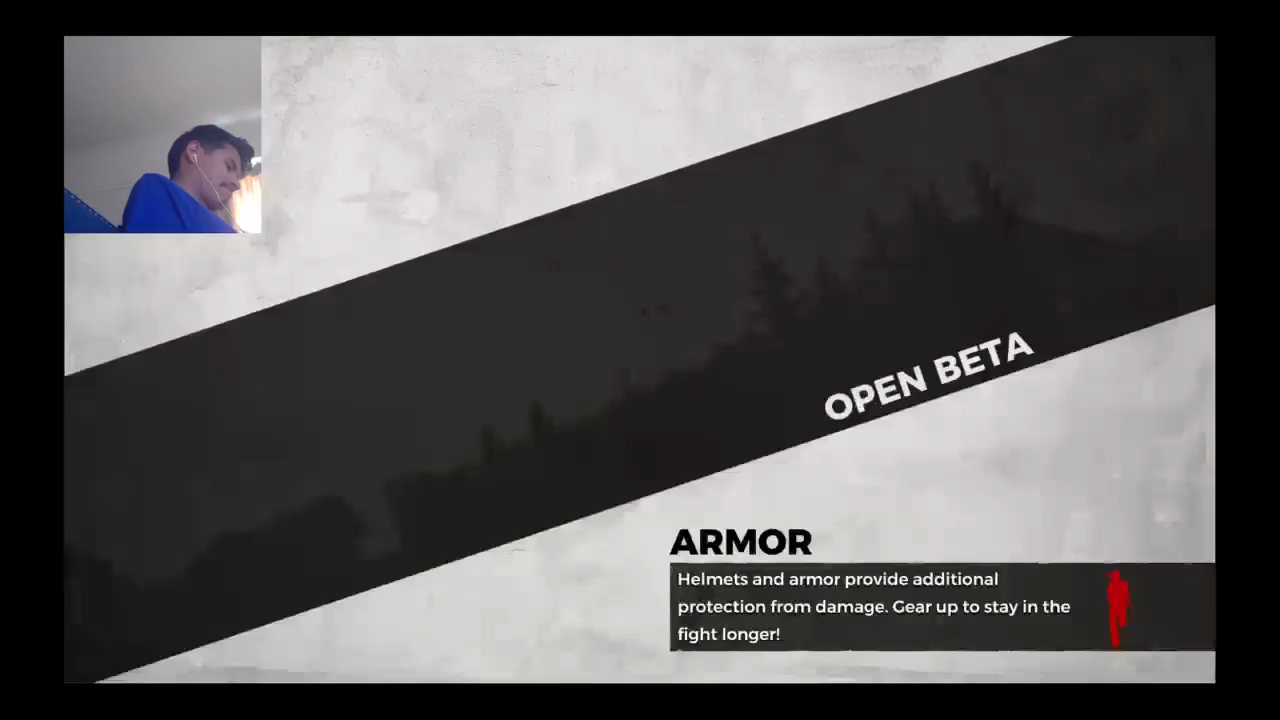 OPEN BETA
ARMOR
Helmets and armor provide additional
protection from damage. Gear up to stay in the
fight longer!